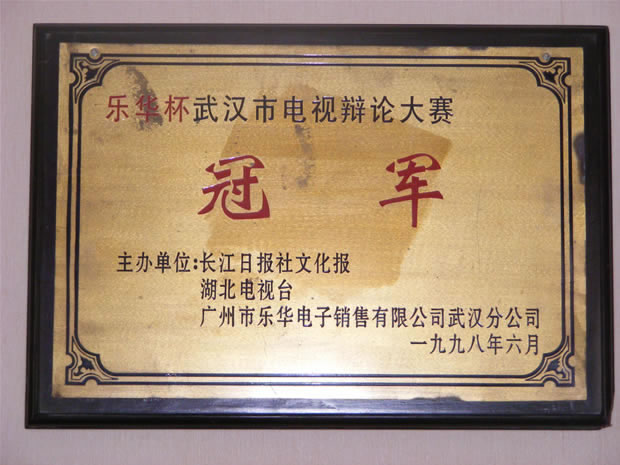 乐华杯武汉市电视辩论大赛
冠军
主办单位:长江日报社文化报
湖北电视台
广州市乐华电子销售有限公司武汉分公司
一九九八年六月